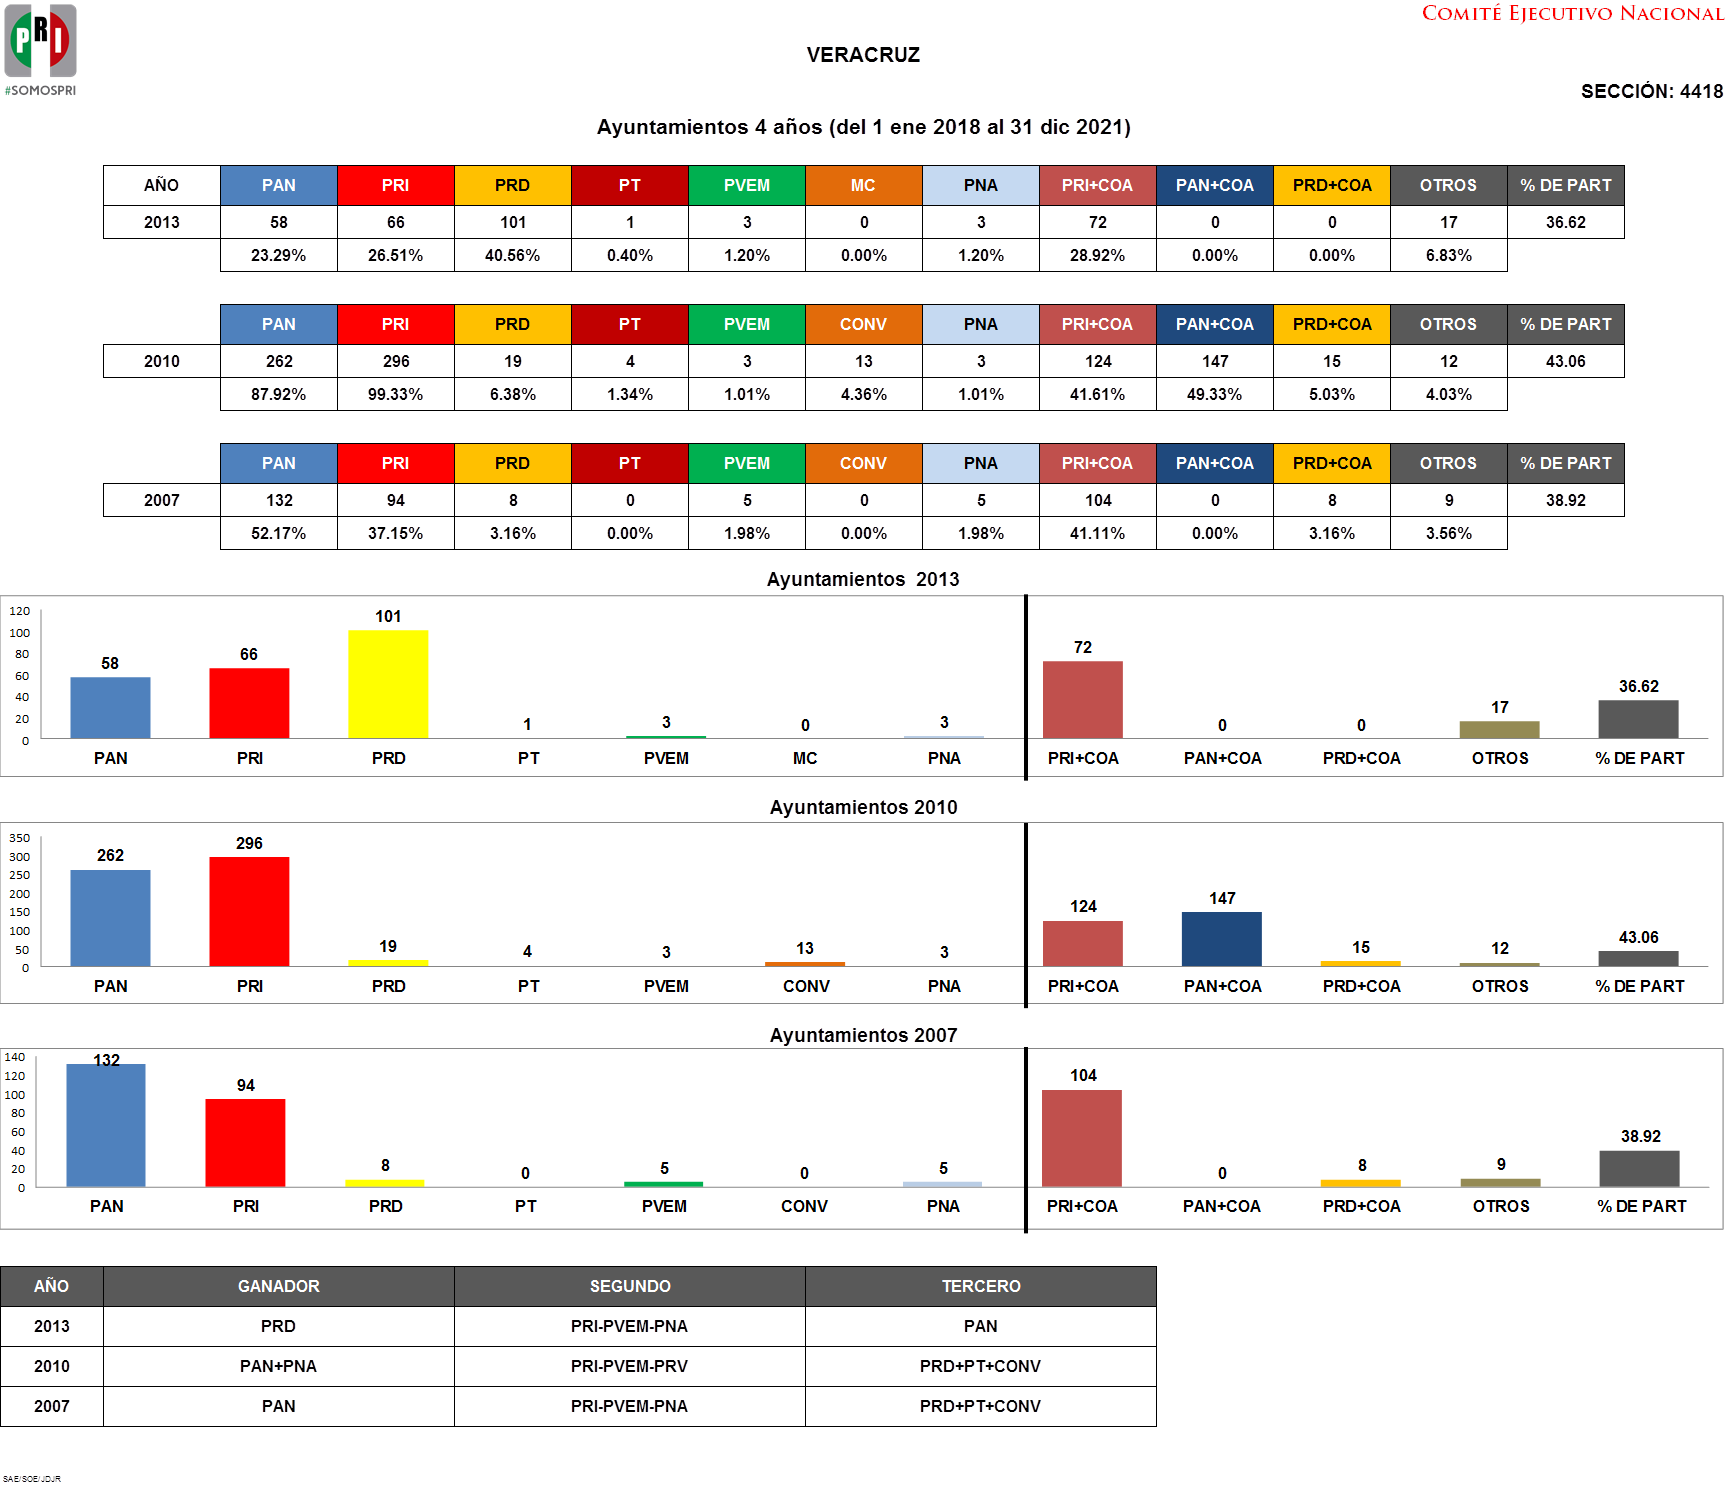 PRI
#SOMOSPRI
COMITÉ EJECUTIVO NACIONAL
VERACRUZ
SECCIÓN: 4418
Ayuntamientos 4 años (del 1 ene 2018 al 31 dic 2021)
AÑO PAN PRI PRD PT PVEM MC PNA PRI+COA PAN+COA PRD+COA OTROS % DE PART
2013 58 66 101 1 3 0 3 72 0 0 17 36.62
23.29% 26.51% 40.56% 0.40% 1.20% 0.00% 1.20% 28.92% 0.00% 0.00% 6.83%
PAN PRI PRD PT PVEM CONV PNA PRI+COA PAN+COA PRD+COA OTROS % DE PART
2010 262 296 19 4 3 13 3 124 147 15 12 43.06
87.92% 99.33% 6.38% 1.34% 1.01% 4.36% 1.01% 41.61% 49.33% 5.03% 4.03%
PAN PRI PRD PT PVEM CONV PNA PRI+COA PAN+COA PRD+COA OTROS % DE PART
2007 132 94 8 0 5 0 5 104 0 8 9 38.92
52.17% 37.15% 3.16% 0.00% 1.98% 0.00% 1.98% 41.11% 0.00% 3.16% 3.56%
Ayuntamientos 2013
120
100
80
60
40
20
0
58 66 101 1 3 0 3 72 0 0 17 36.62
PAN PRI PRD PT PVEM MC PNA PRI+COA PAN+COA PRD+COA OTROS % DE PART
Ayuntamientos 2010
350
300
250
200
150
100
50
0
262 296 19 4 3 13 3 124 147 15 12 43.06
PAN PRI PRD PT PVEM CONV PNA PRI+COA PAN+COA PRD+COA OTROS % DE PART
Ayuntamientos 2007
140
120
100
80
60
40
20
0
132 94 8 0 5 0 5 104 0 8 9 38.92
PAN PRI PRD PT PVEM CONV PNA PRI+COA PAN+COA PRD+COA OTROS % DE PART
AÑO GANADOR SEGUNDO TERCERO
2013 PRD PRI-PVEM-PNA PAN
2010 PAN+PNA PRI-PVEM-PRV PRD+PT+CONV
2007 PAN PRI-PVEM-PNA PRD+PT+CONV
SAE/SOE/JDJR